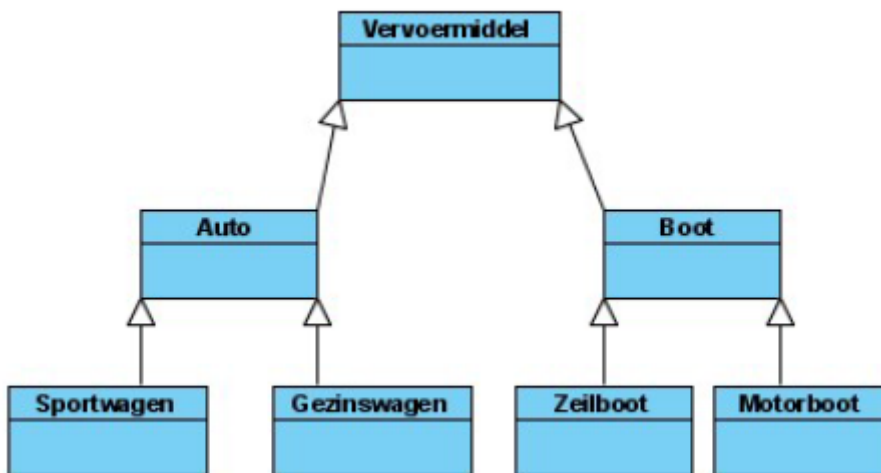 Vervoermiddel
Auto
Boot
Sportwagen
Gezinswagen
Zeilboot
Motorboot